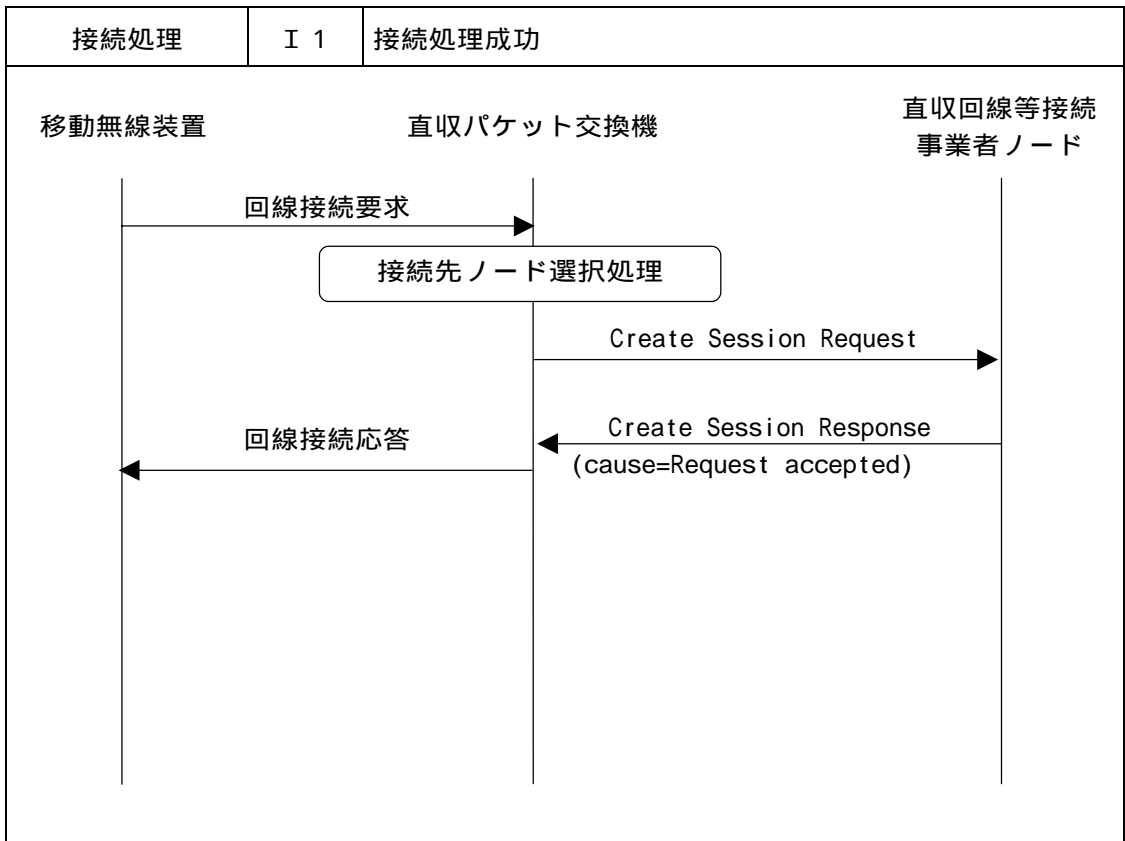 接続処理
Ⅰ１
接続処理成功
移動無線装置
直収パケット交換機
直収回線等接続
事業者ノード
回線接続要求
接続先ノード選択処理
Create Session Request
Create Session Response
回線接続応答
(cause=Request accepted)